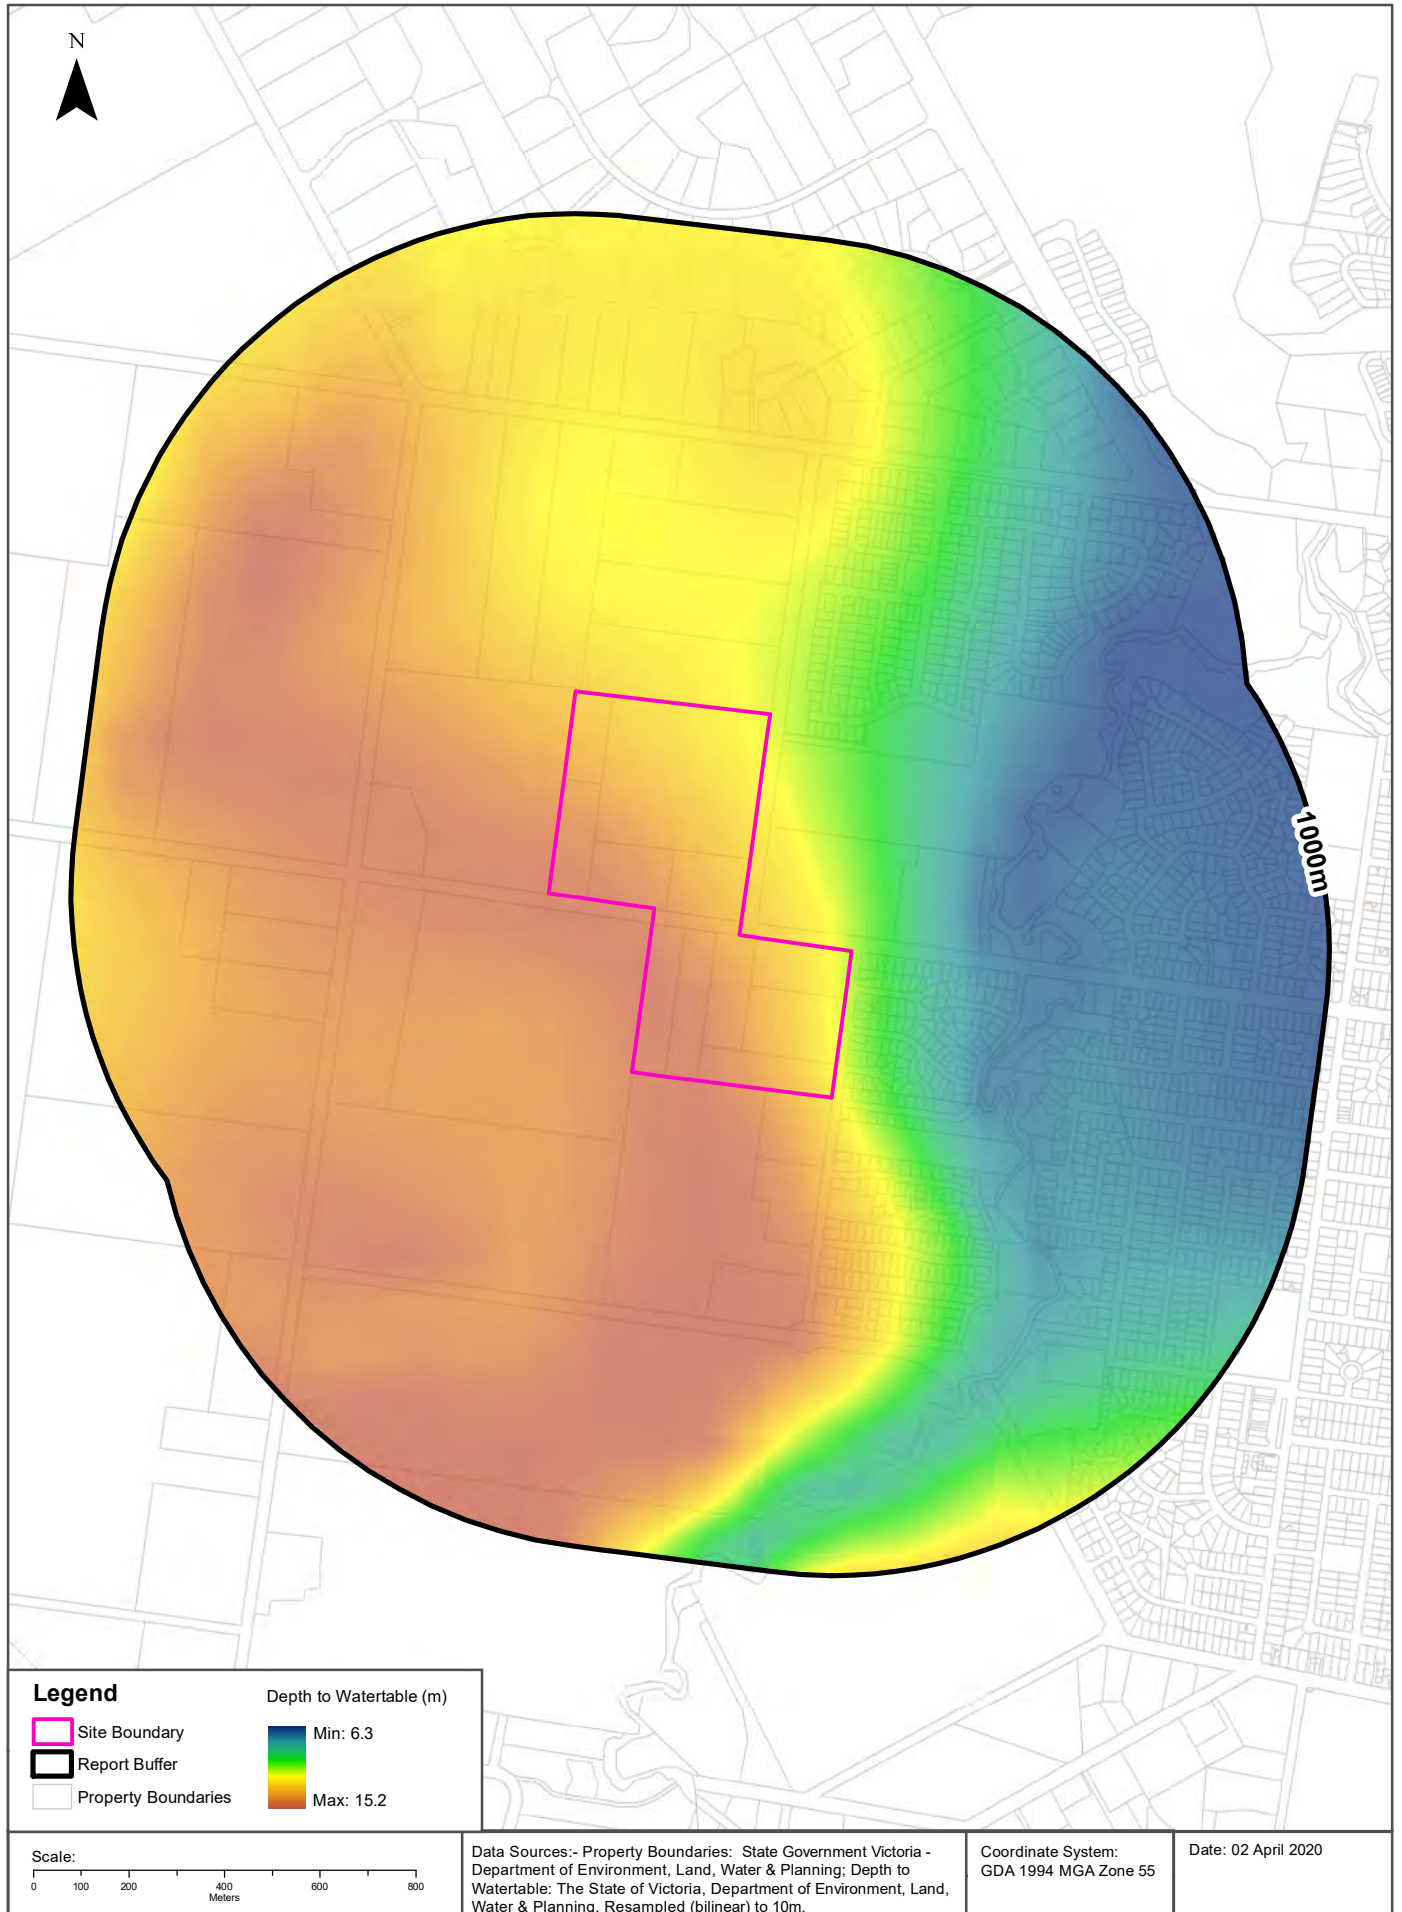 N
1000m
Legend
Depth to Watertable (m)
Site Boundary
Min: 6.3
Report Buffer
Property Boundaries
Max: 15.2
Scale:
0 100 200 400 600 800
Meters
Data Sources:- Property Boundaries: State Government Victoria -
Department of Environment, Land, Water & Planning; Depth to
Watertable: The State of Victoria, Department of Environment, Land,
Water & Planning. Resampled (bilinear) to 10m.
Coordinate System:
GDA 1994 MGA Zone 55
Date: 02 April 2020